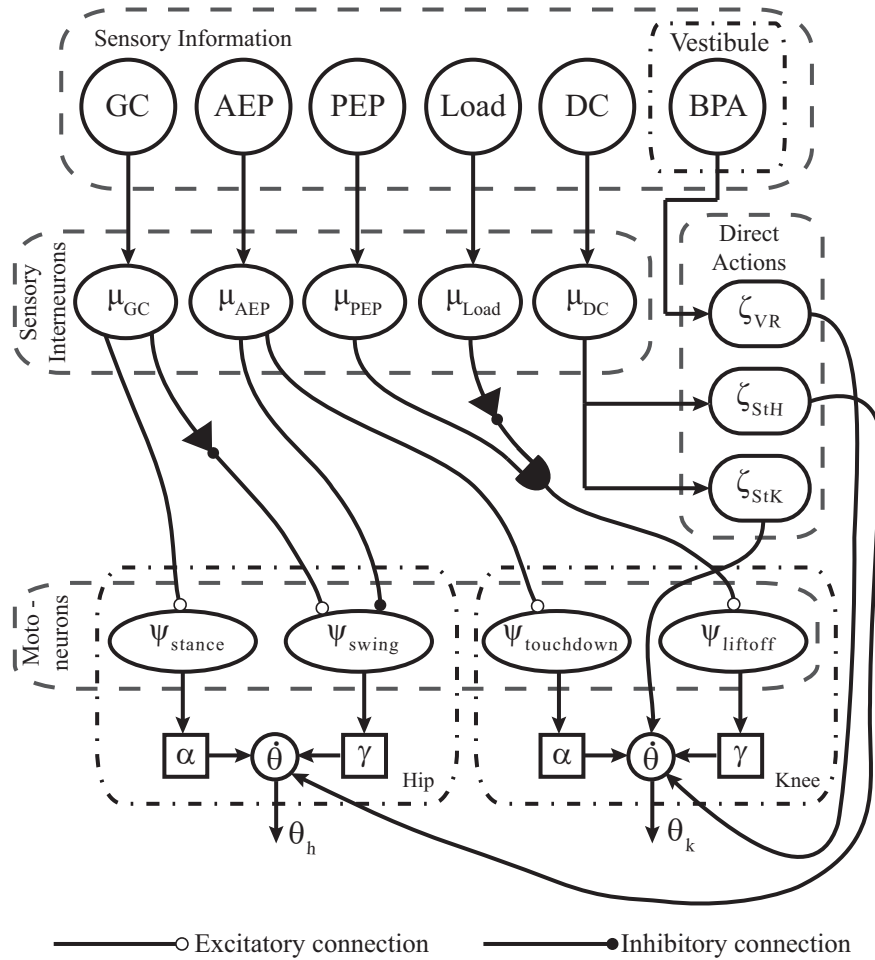 Sensory Information
Vestibule
GC
AEP
PEP
Load
DC
BPA
Sensory
Interneurons
μGC
μAEP
μPEP
μLoad
μDC
Direct
Actions
ζVR
ζStH
ζStK
Moto -
neurons
ψstance
ψswing
ψtouchdown
ψliftoff
α
θ̇
γ
Hip
α
θ̇
γ
Knee
θh
θk
Excitatory connection
Inhibitory connection